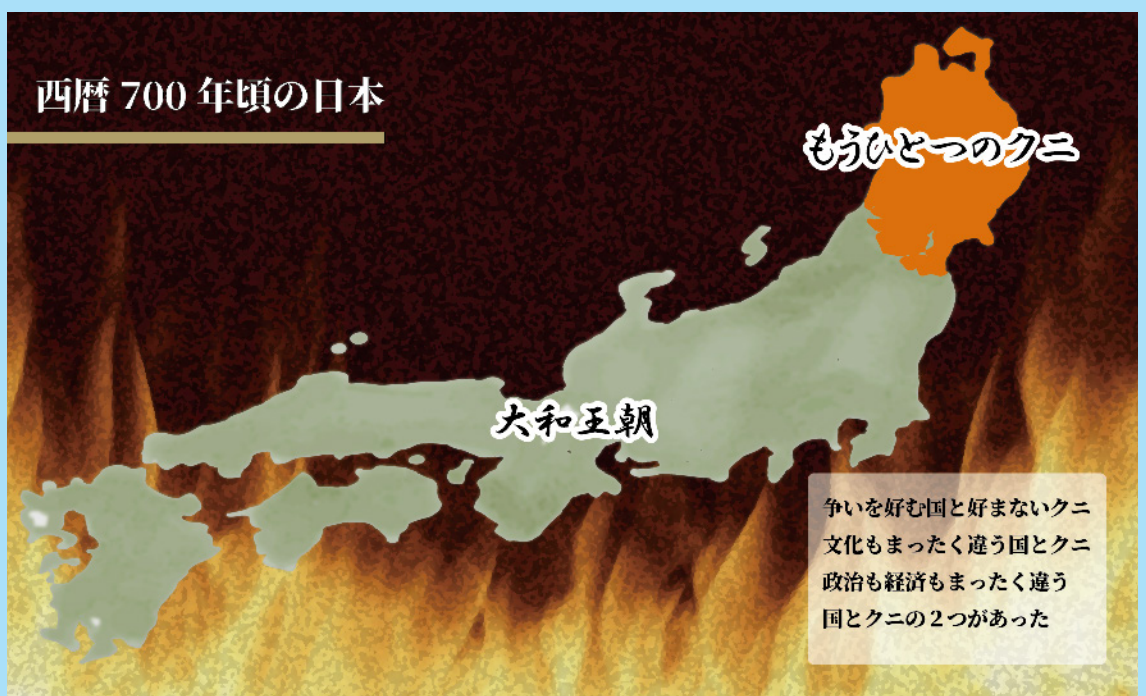 西暦 700 年頃の日本
もうひとつのクニ
大和王朝
争いを好む国と好まないクニ
文化もまったく違う国とクニ
政治も経済もまったく違う
国とクニの2つがあった